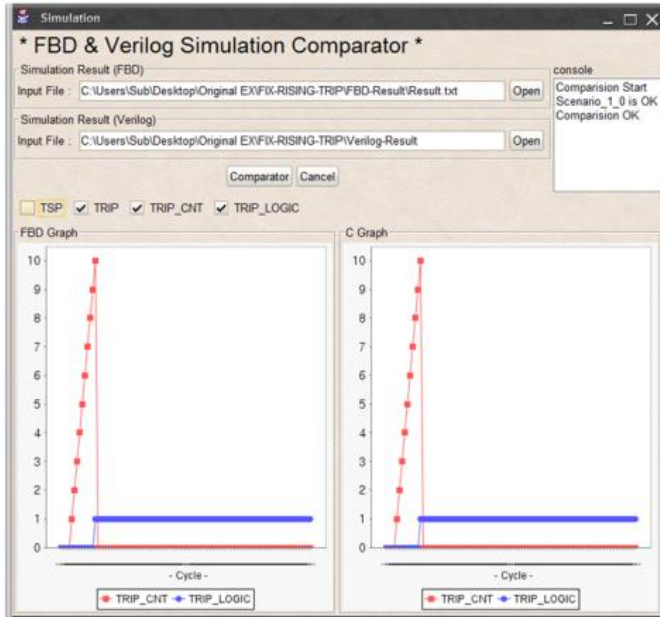 Simulation
* FBD & Verilog Simulation Comparator *
Simulation Result (FBD)
Input File : C:\Users\Sub\Desktop\Original EX\FIX-RISING-TRIP\FBD-Result\Result.txt Open
Simulation Result (Verilog)
Input File : C:\Users\Sub\Desktop\Original EX\FIX-RISING-TRIP\Verilog-Result Open
console
Comparision Start
Scenario_1_0 is OK
Comparision OK
Comparator Cancel
TSP TRIP TRIP_CNT TRIP_LOGIC
FBD Graph
10
9
8
7
6
5
4
3
2
1
0
- Cycle -
TRIP_CNT TRIP_LOGIC
C Graph
10
9
8
7
6
5
4
3
2
1
0
- Cycle -
TRIP_CNT TRIP_LOGIC